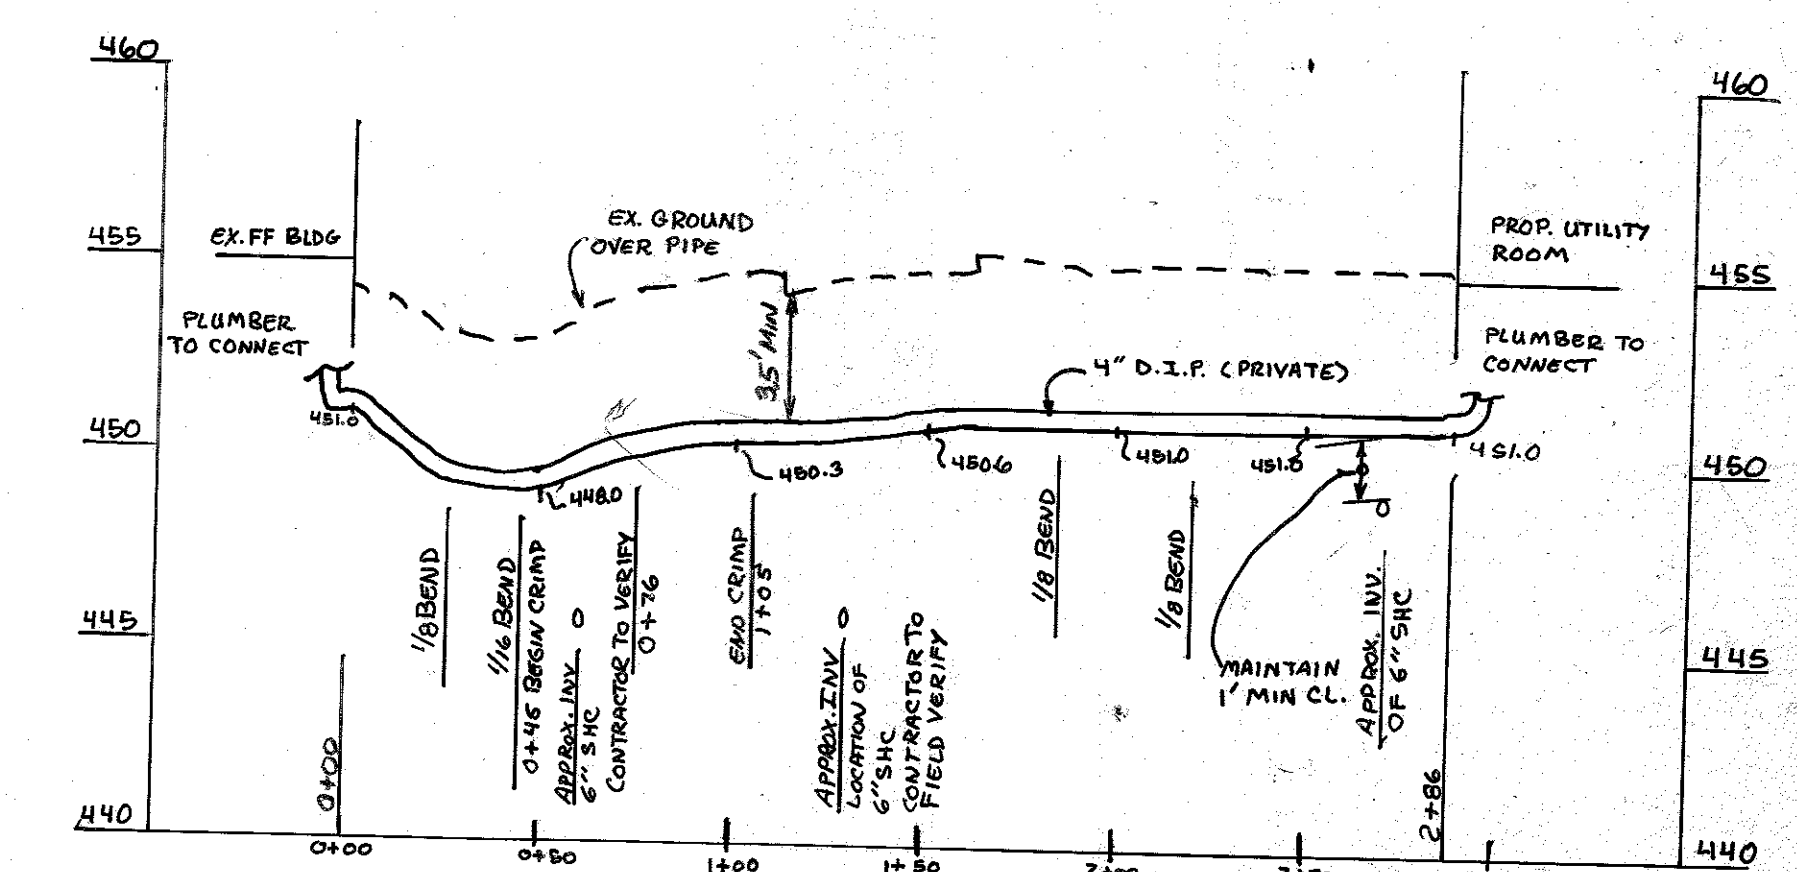 460
460
455
EX. FF BLDG
EX. GROUND
OVER PIPE
PROP. UTILITY
ROOM
455
PLUMBER
TO CONNECT
3.5' MIN
4" D.I.P. (PRIVATE)
PLUMBER TO
CONNECT
451.0
450
448.0
450.3
450.6
451.0
451.0
451.0
450
1/8 BEND
1/16 BEND
0+46 BEGIN CRIMP
APPROX. INV
6" SHC
CONTRACTOR TO VERIFY
0+76
END CRIMP
1+05
APPROX. INV
LOCATION OF
6" SHC
CONTRACTOR TO
FIELD VERIFY
1/8 BEND
1/8 BEND
MAINTAIN
1' MIN CL.
APPROX. INV.
OF 6" SHC
445
445
0+00
2+86
440
0+00
0+50
1+00
1+50
2+00
440